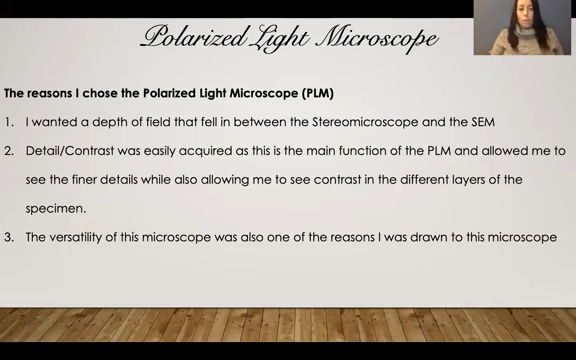 Polarized Light Microscope
The reasons I chose the Polarized Light Microscope (PLM)
1. I wanted a depth of field that fell in between the Stereomicroscope and the SEM
2. Detail/Contrast was easily acquired as this is the main function of the PLM and allowed me to
see the finer details while also allowing me to see contrast in the different layers of the
specimen.
3. The versatility of this microscope was also one of the reasons I was drawn to this microscope